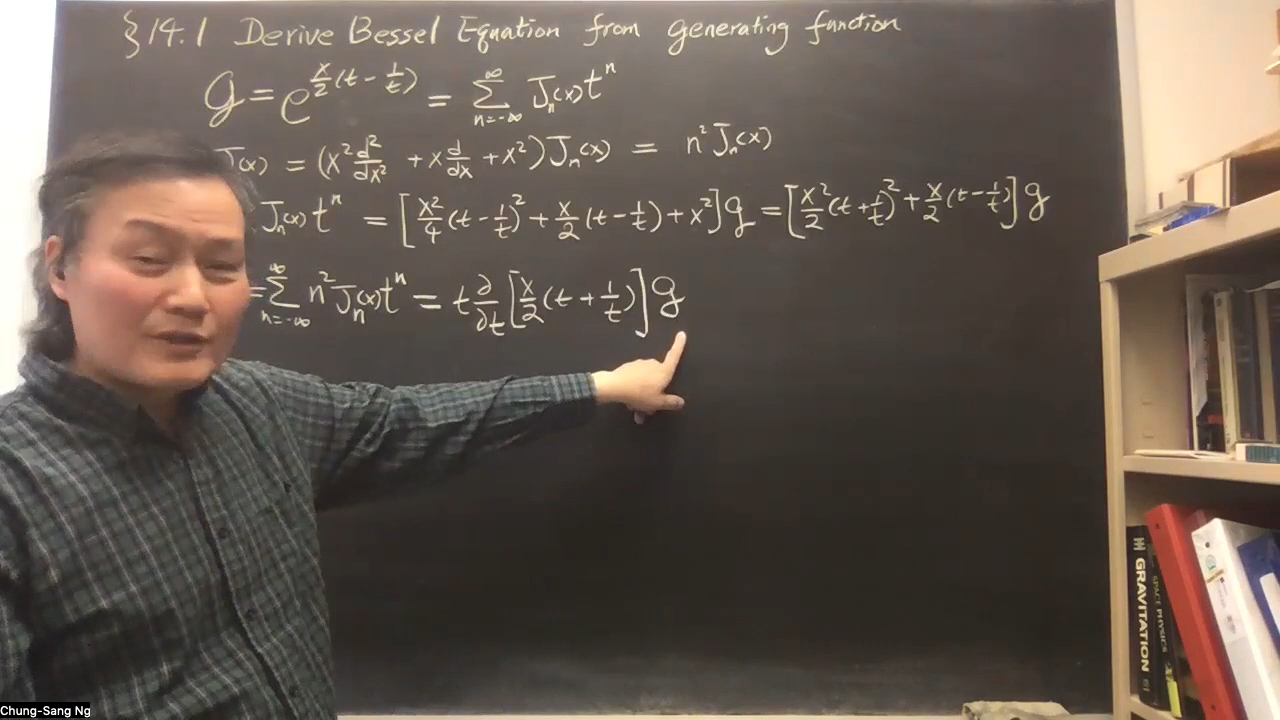 §14.1 Derive Bessel Equation from generating function
g = e^{x/2 (t - 1/t)} = ∑_{n=-∞}^{∞} J_n(x) t^n
J(x) = (x² d²/dx² + x d/dx + x²) J_n(x) = n² J_n(x)
J_n(x) t^n = [x²/4 (t - 1/t)² + x/2 (t - 1/t) + x²] g = [x²/2 (t + 1/t)² + x/2 (t - 1/t)] g
= ∑_{n=-∞}^{∞} n² J_n(x) t^n = t ∂/∂t [x/2 (t + 1/t)] g
GRAVITATION
SPACE PHYSICS
Chung-Sang Ng